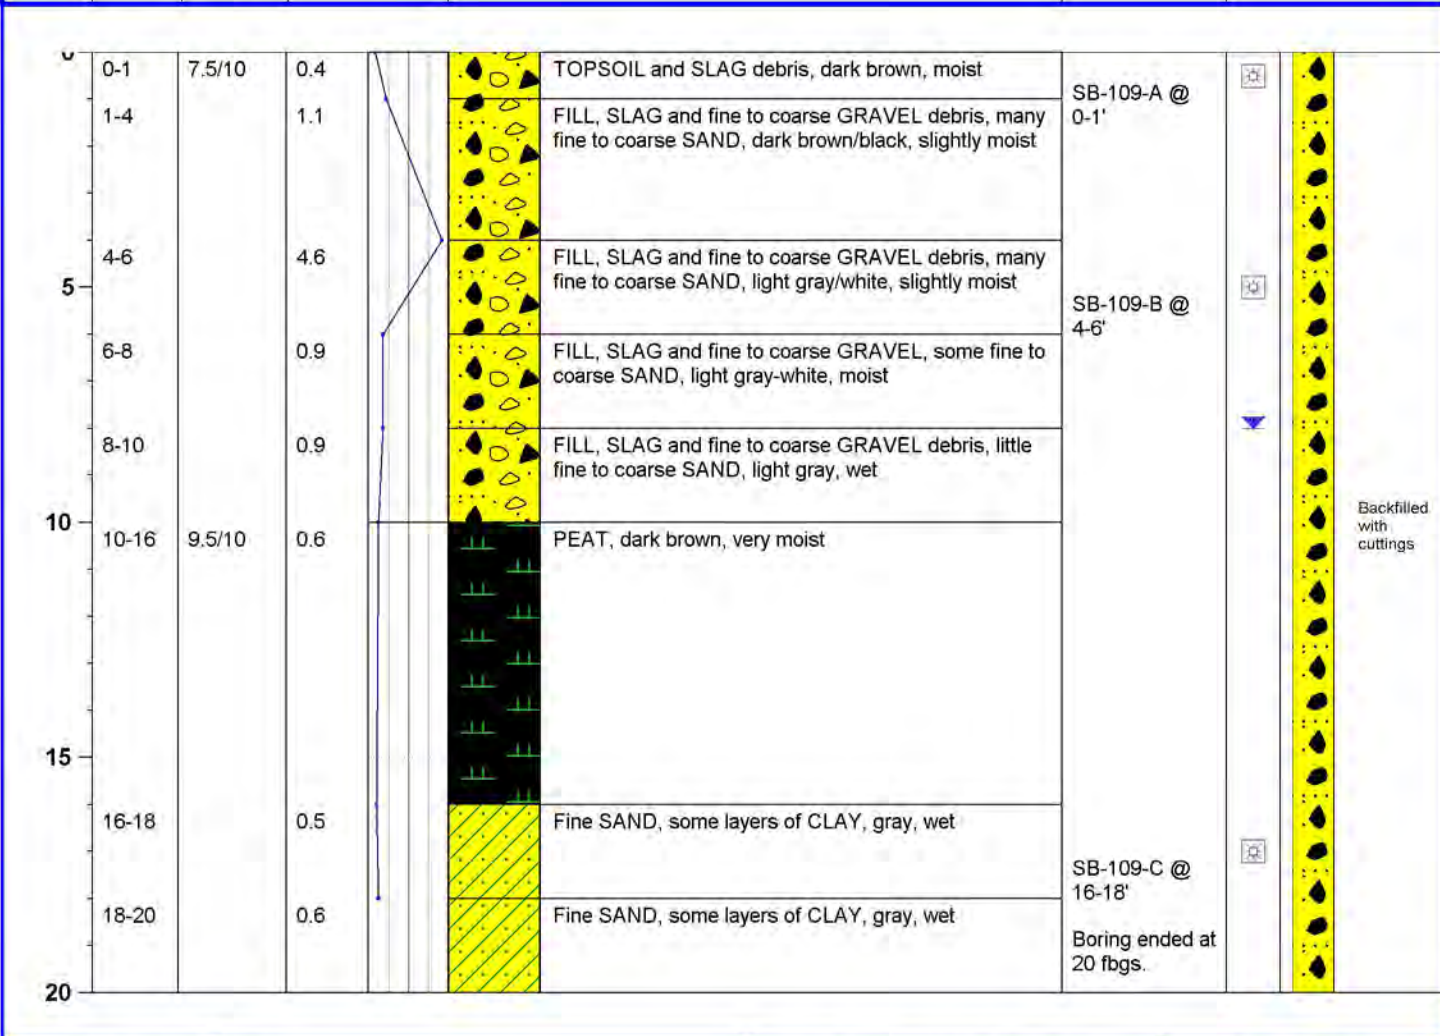 0
0-1 7.5/10 0.4 TOPSOIL and SLAG debris, dark brown, moist
SB-109-A @
0-1'
1-4 1.1 FILL, SLAG and fine to coarse GRAVEL debris, many
fine to coarse SAND, dark brown/black, slightly moist
4-6 4.6 FILL, SLAG and fine to coarse GRAVEL debris, many
fine to coarse SAND, light gray/white, slightly moist
5
SB-109-B @
4-6'
6-8 0.9 FILL, SLAG and fine to coarse GRAVEL, some fine to
coarse SAND, light gray-white, moist
8-10 0.9 FILL, SLAG and fine to coarse GRAVEL debris, little
fine to coarse SAND, light gray, wet
Backfilled
with
cuttings
10
10-16 9.5/10 0.6 PEAT, dark brown, very moist
15
16-18 0.5 Fine SAND, some layers of CLAY, gray, wet
SB-109-C @
16-18'
18-20 0.6 Fine SAND, some layers of CLAY, gray, wet
Boring ended at
20 fbgs.
20